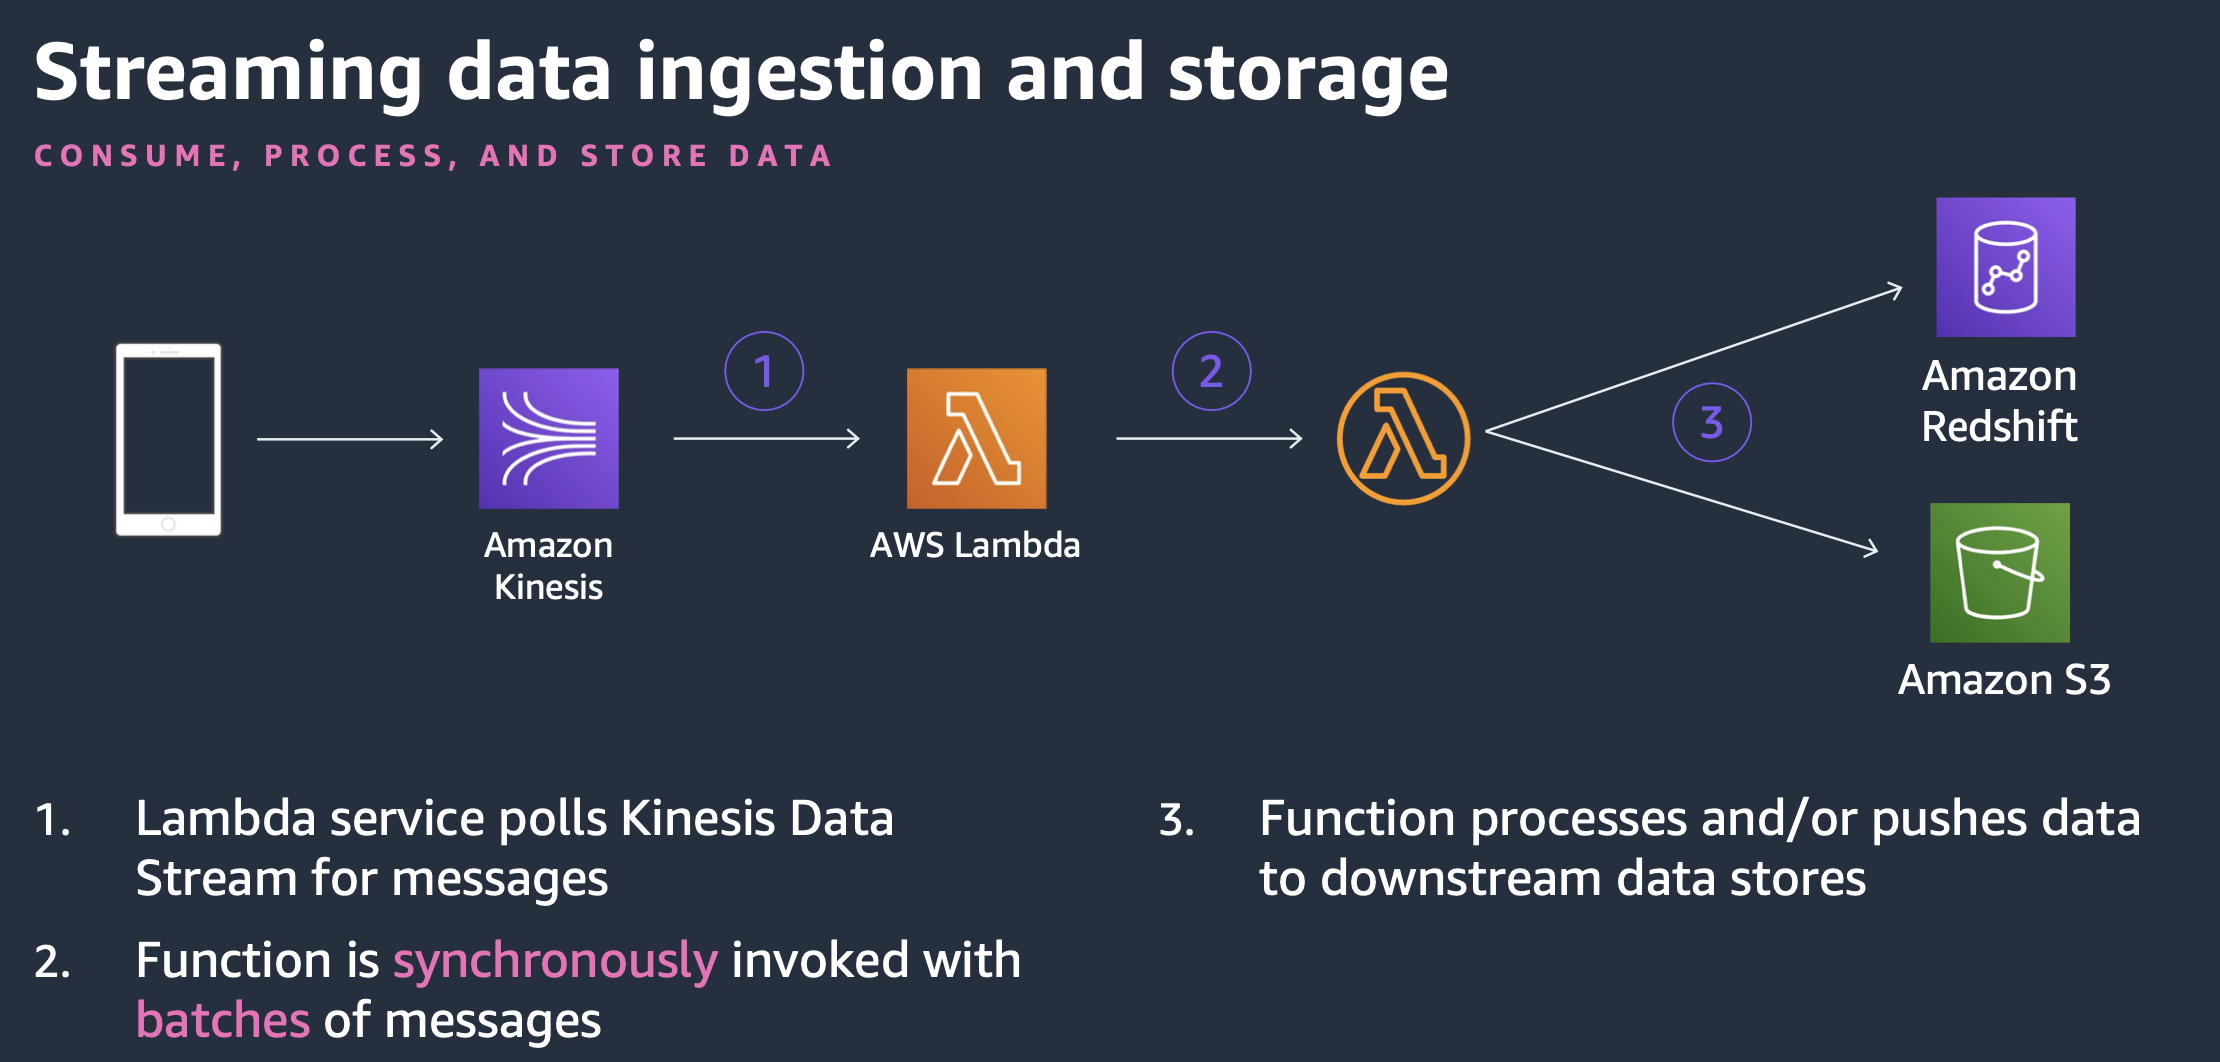 Streaming data ingestion and storage
CONSUME, PROCESS, AND STORE DATA
1
2
3
Amazon
Kinesis
AWS Lambda
Amazon
Redshift
Amazon S3
1. Lambda service polls Kinesis Data
Stream for messages
2. Function is synchronously invoked with
batches of messages
3. Function processes and/or pushes data
to downstream data stores